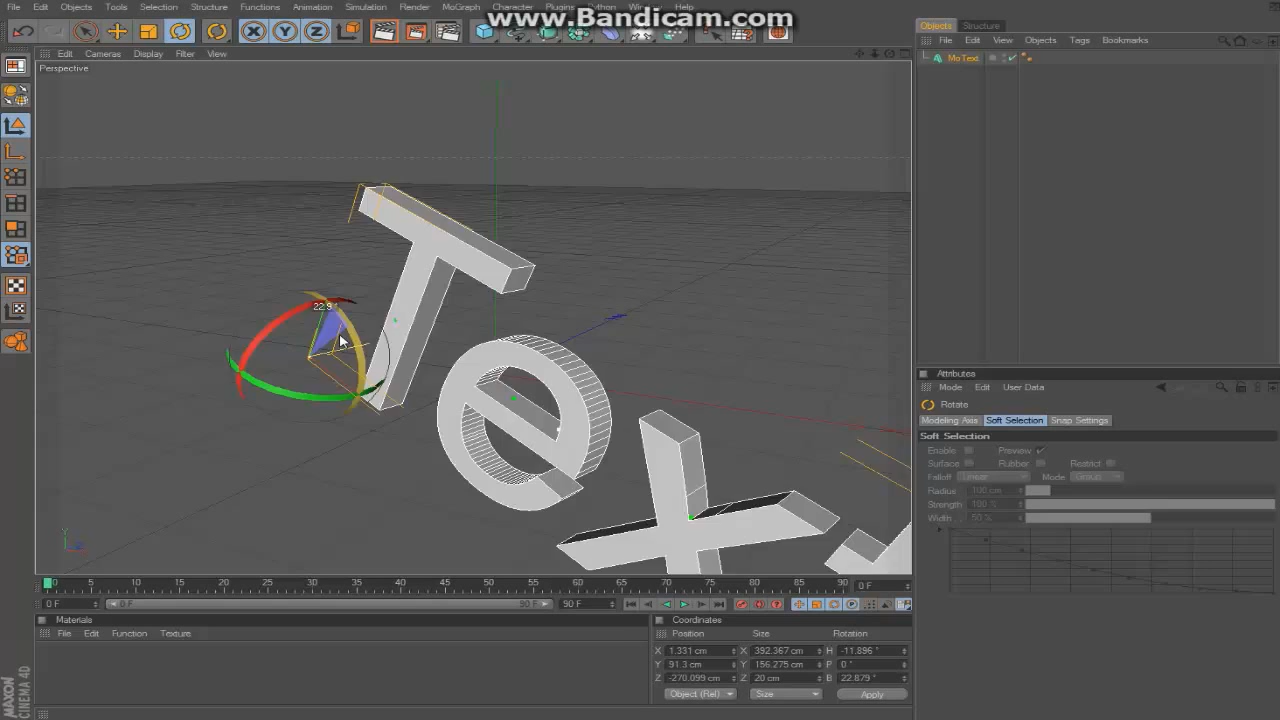 www.Bandicam.com
File Edit Objects Tools Selection Structure Functions Animation Simulation Render MoGraph Character Plugins Python Window Help
Objects Structure
Edit Cameras Display Filter View
File Edit View Objects Tags Bookmarks
Perspective
MoText
22.9°
Text
Attributes
Mode Edit User Data
Rotate
Modeling Axis Soft Selection Snap Settings
Soft Selection
Enable Preview
Surface Rubber Restrict
Falloff Linear Mode Group
Radius 100 cm
Strength 100 %
Width . . 50 %
Y
0 5 10 15 20 25 30 35 40 45 50 55 60 65 70 75 80 85 90 0 F
0 F 0 F 90 F 90 F
Materials
File Edit Function Texture
Coordinates
Position Size Rotation
X 1.331 cm X 392.367 cm H -11.896 °
Y 91.3 cm Y 156.275 cm P 0 °
Z -270.099 cm Z 20 cm B 22.879 °
Object (Rel) Size Apply
MAXON
CINEMA 4D